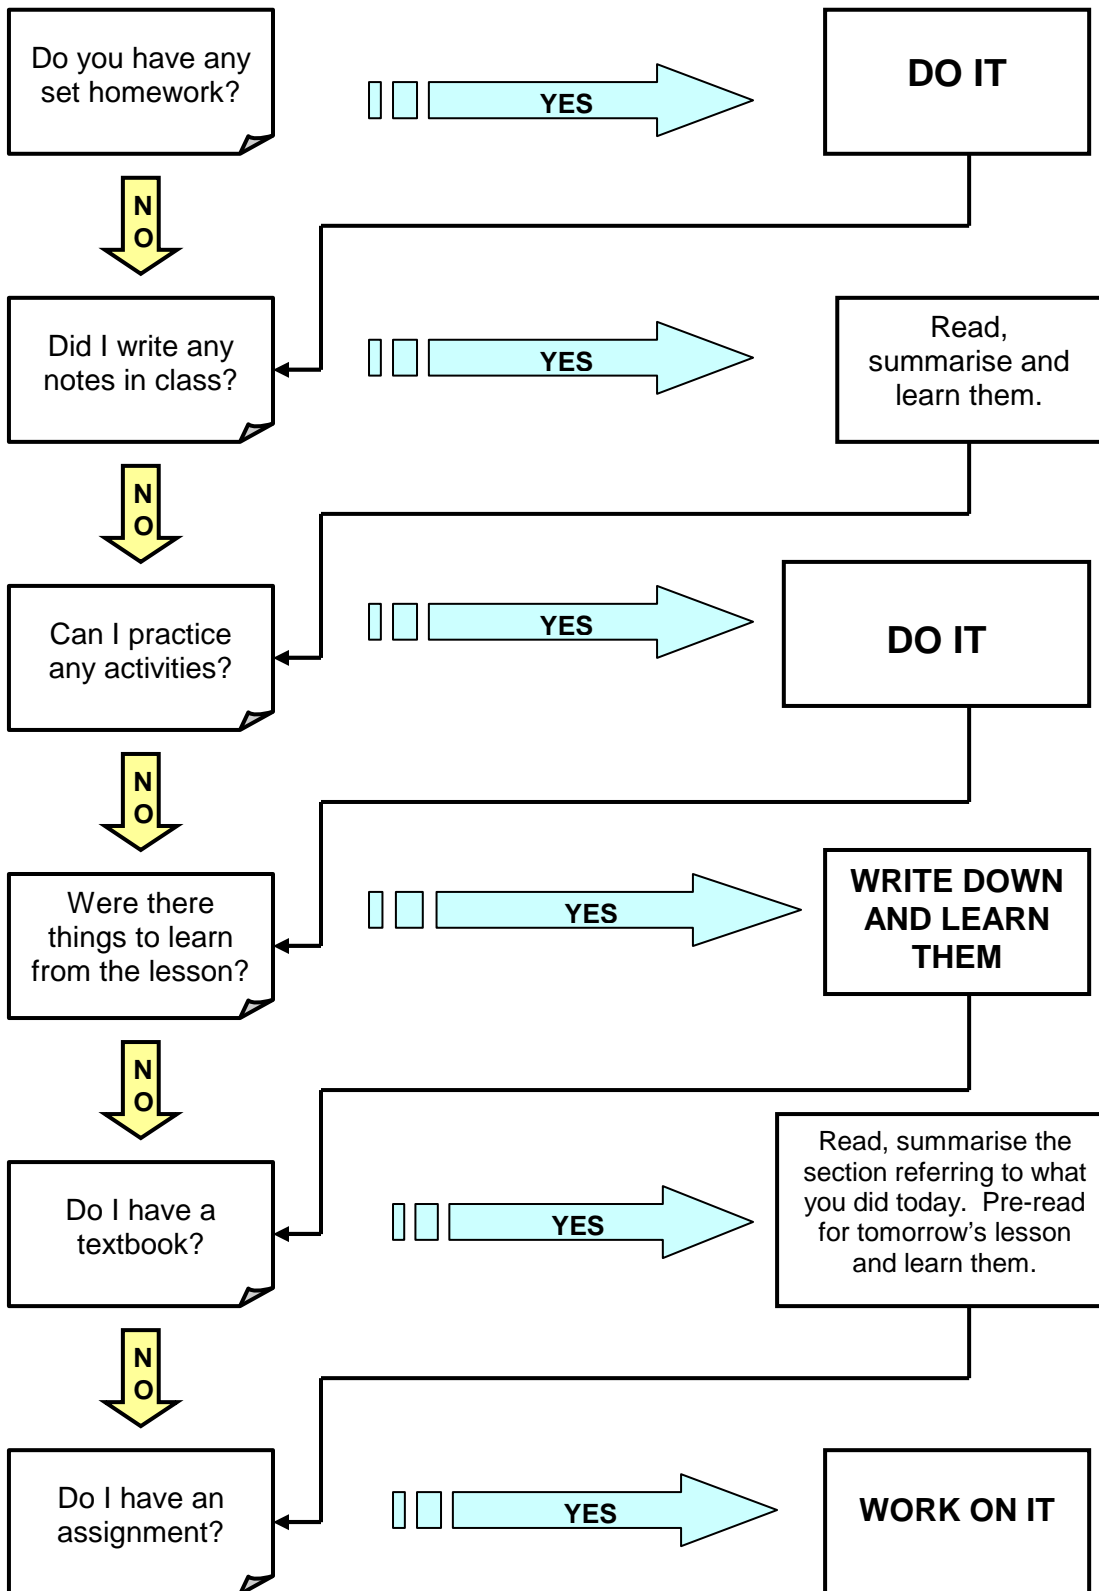 Do you have any
set homework?
YES
DO IT
N
O
Did I write any
notes in class?
YES
Read,
summarise and
learn them.
N
O
Can I practice
any activities?
YES
DO IT
N
O
Were there
things to learn
from the lesson?
YES
WRITE DOWN
AND LEARN
THEM
N
O
Do I have a
textbook?
YES
Read, summarise the
section referring to what
you did today.  Pre-read
for tomorrow’s lesson
and learn them.
N
O
Do I have an
assignment?
YES
WORK ON IT